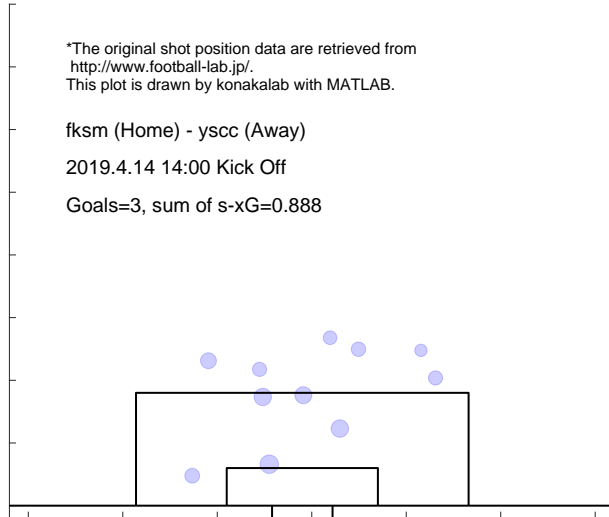 *The original shot position data are retrieved from
http://www.football-lab.jp/.
This plot is drawn by konakalab with MATLAB.
fksm (Home) - yscc (Away)
2019.4.14 14:00 Kick Off
Goals=3, sum of s-xG=0.888